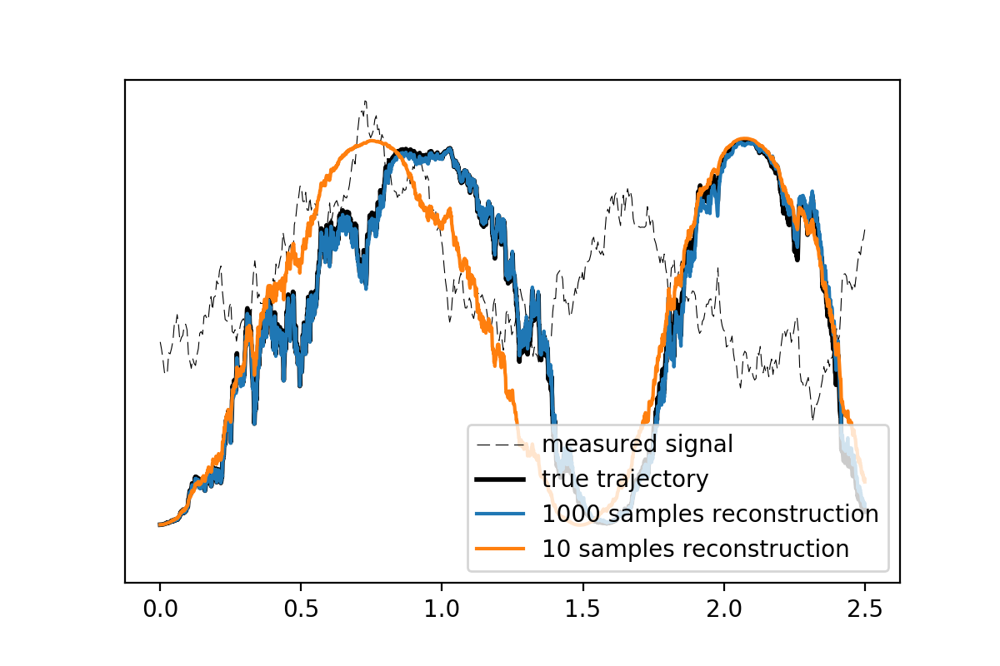 measured signal
true trajectory
1000 samples reconstruction
10 samples reconstruction
0.0 0.5 1.0 1.5 2.0 2.5